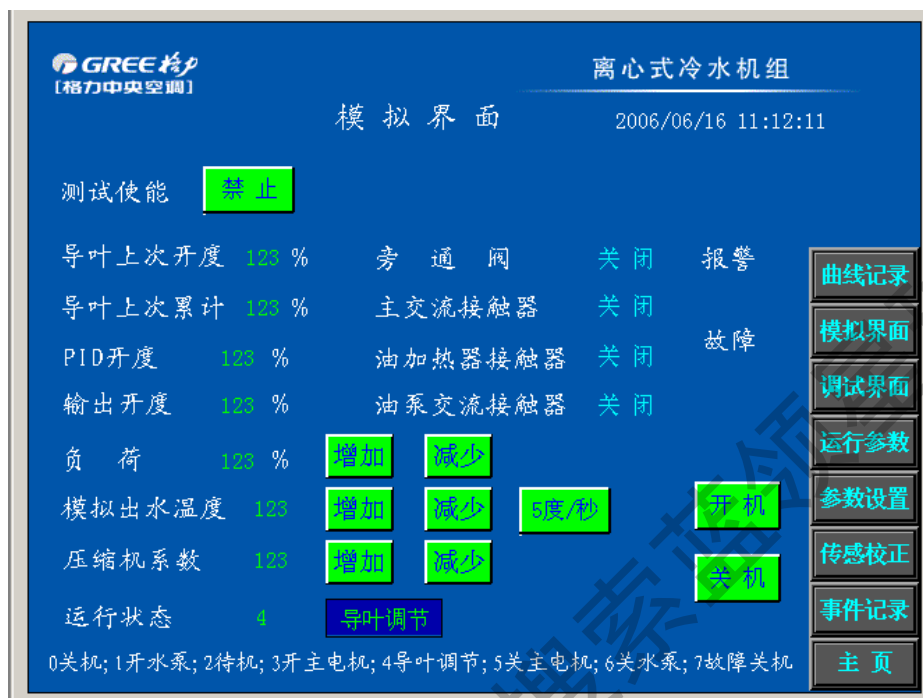 GREE格力
[格力中央空调]
离心式冷水机组
模拟界面
2006/06/16 11:12:11
测试使能 禁止
导叶上次开度 123 % 旁通阀 关闭 报警
曲线记录
导叶上次累计 123 % 主交流接触器 关闭
模拟界面
故障
PID开度 123 % 油加热器接触器 关闭
调试界面
输出开度 123 % 油泵交流接触器 关闭
运行参数
负荷 123 % 增加 减少
模拟出水温度 123 增加 减少 5度/秒 开机
参数设置
压缩机系数 123 增加 减少
传感校正
关机
运行状态 4 导叶调节
事件记录
0关机;1开水泵;2待机;3开主电机;4导叶调节;5关主电机;6关水泵;7故障关机
主页
搜索蓝领